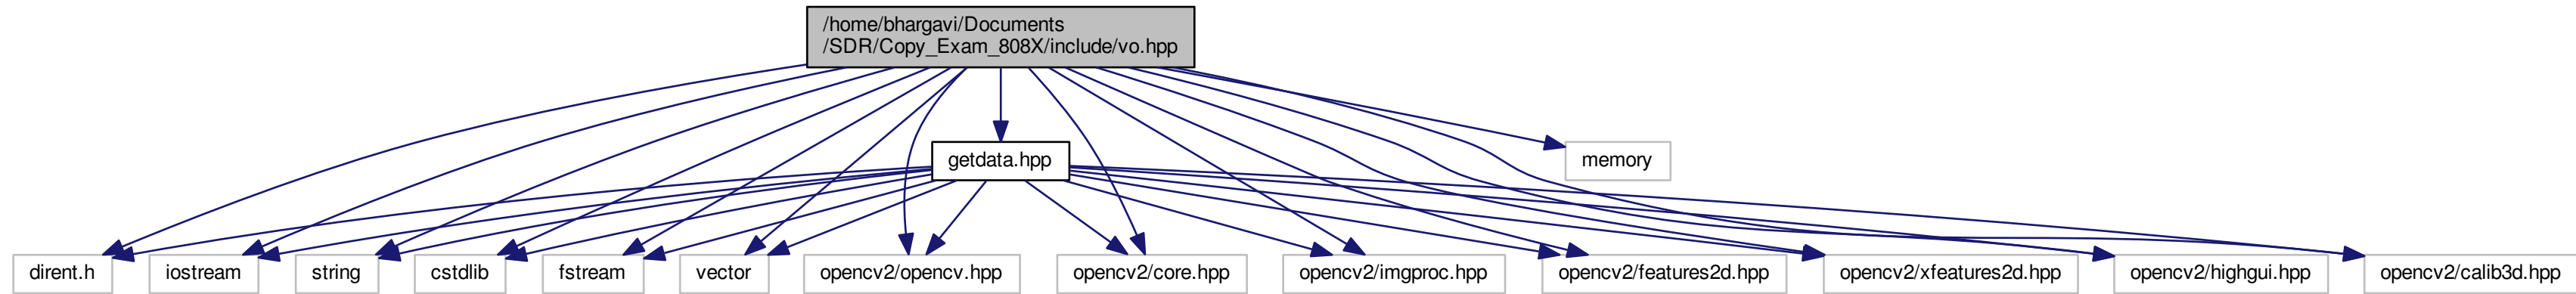 /home/bhargavi/Documents
/SDR/Copy_Exam_808X/include/vo.hpp
getdata.hpp
memory
dirent.h
iostream
string
cstdlib
fstream
vector
opencv2/opencv.hpp
opencv2/core.hpp
opencv2/imgproc.hpp
opencv2/features2d.hpp
opencv2/xfeatures2d.hpp
opencv2/highgui.hpp
opencv2/calib3d.hpp